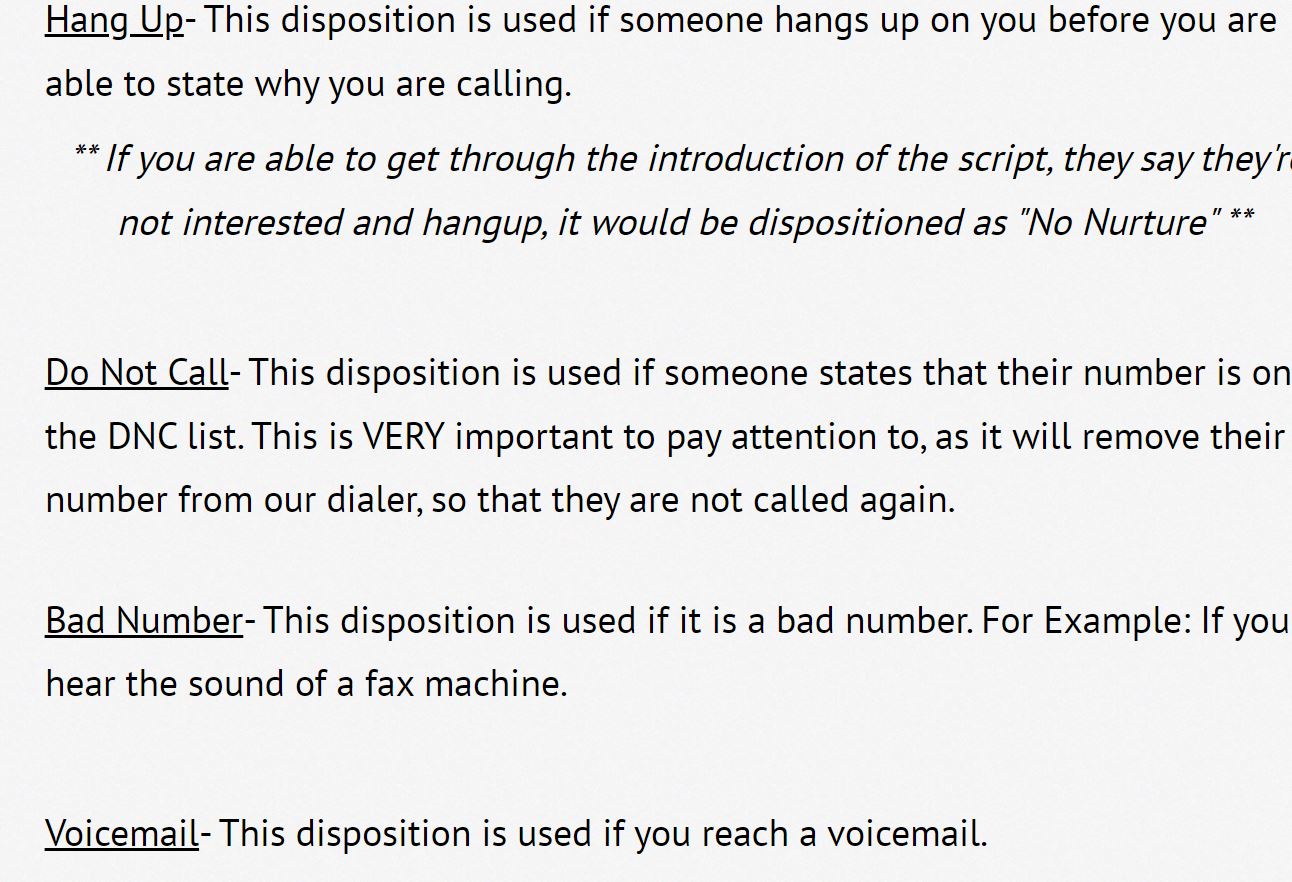 Hang Up- This disposition is used if someone hangs up on you before you are
able to state why you are calling.
** If you are able to get through the introduction of the script, they say they're
not interested and hangup, it would be dispositioned as "No Nurture" **
Do Not Call- This disposition is used if someone states that their number is on
the DNC list. This is VERY important to pay attention to, as it will remove their
number from our dialer, so that they are not called again.
Bad Number- This disposition is used if it is a bad number. For Example: If you
hear the sound of a fax machine.
Voicemail- This disposition is used if you reach a voicemail.